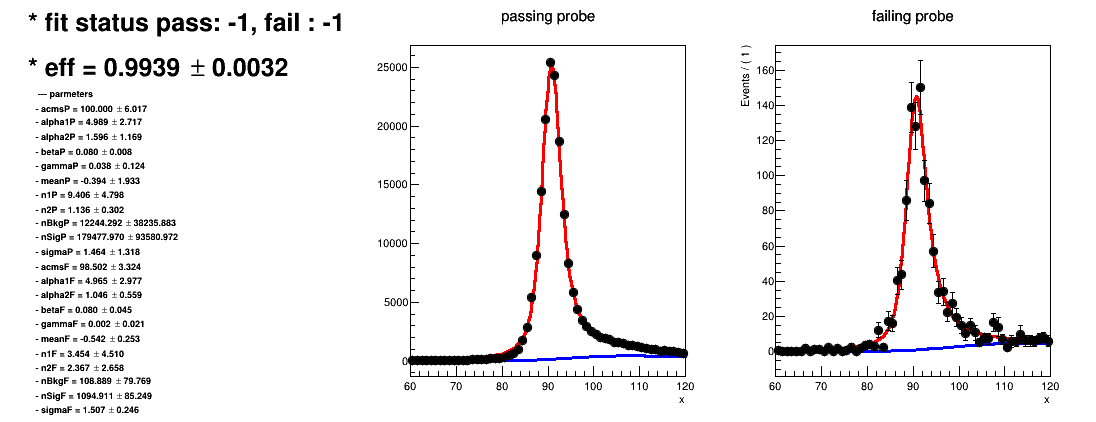 * fit status pass: -1, fail : -1
* eff = 0.9939 ± 0.0032
--- parmeters
- acmsP = 100.000 ± 6.017
- alpha1P = 4.989 ± 2.717
- alpha2P = 1.596 ± 1.169
- betaP = 0.080 ± 0.008
- gammaP = 0.038 ± 0.124
- meanP = -0.394 ± 1.933
- n1P = 9.406 ± 4.798
- n2P = 1.136 ± 0.302
- nBkgP = 12244.292 ± 38235.883
- nSigP = 179477.970 ± 93580.972
- sigmaP = 1.464 ± 1.318
- acmsF = 98.502 ± 3.324
- alpha1F = 4.965 ± 2.977
- alpha2F = 1.046 ± 0.559
- betaF = 0.080 ± 0.045
- gammaF = 0.002 ± 0.021
- meanF = -0.542 ± 0.253
- n1F = 3.454 ± 4.510
- n2F = 2.367 ± 2.658
- nBkgF = 108.889 ± 79.769
- nSigF = 1094.911 ± 85.249
- sigmaF = 1.507 ± 0.246
passing probe
25000
20000
15000
10000
5000
0
60 70 80 90 100 110 120
x
failing probe
Events / ( 1 )
160
140
120
100
80
60
40
20
0
60 70 80 90 100 110 120
x